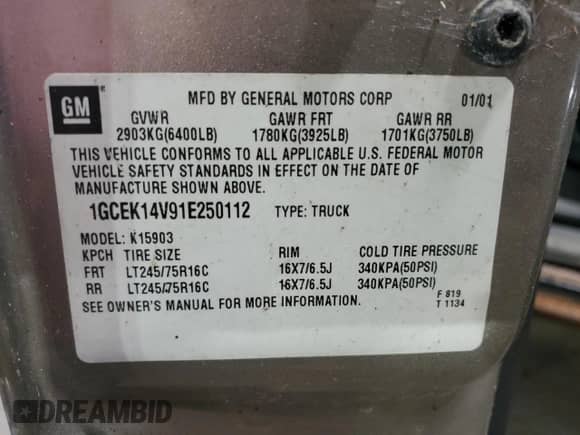 GM
MFD BY GENERAL MOTORS CORP 01/01
GVWR GAWR FRT GAWR RR
2903KG(6400LB) 1780KG(3925LB) 1701KG(3750LB)
THIS VEHICLE CONFORMS TO ALL APPLICABLE U.S. FEDERAL MOTOR
VEHICLE SAFETY STANDARDS IN EFFECT ON THE DATE OF
MANUFACTURE SHOWN ABOVE.
1GCEK14V91E250112 TYPE: TRUCK
MODEL: K15903
KPCH TIRE SIZE RIM COLD TIRE PRESSURE
FRT LT245/75R16C 16X7/6.5J 340KPA(50PSI)
RR LT245/75R16C 16X7/6.5J 340KPA(50PSI)
SEE OWNER'S MANUAL FOR MORE INFORMATION.
F 819
T 1134
DREAMBID